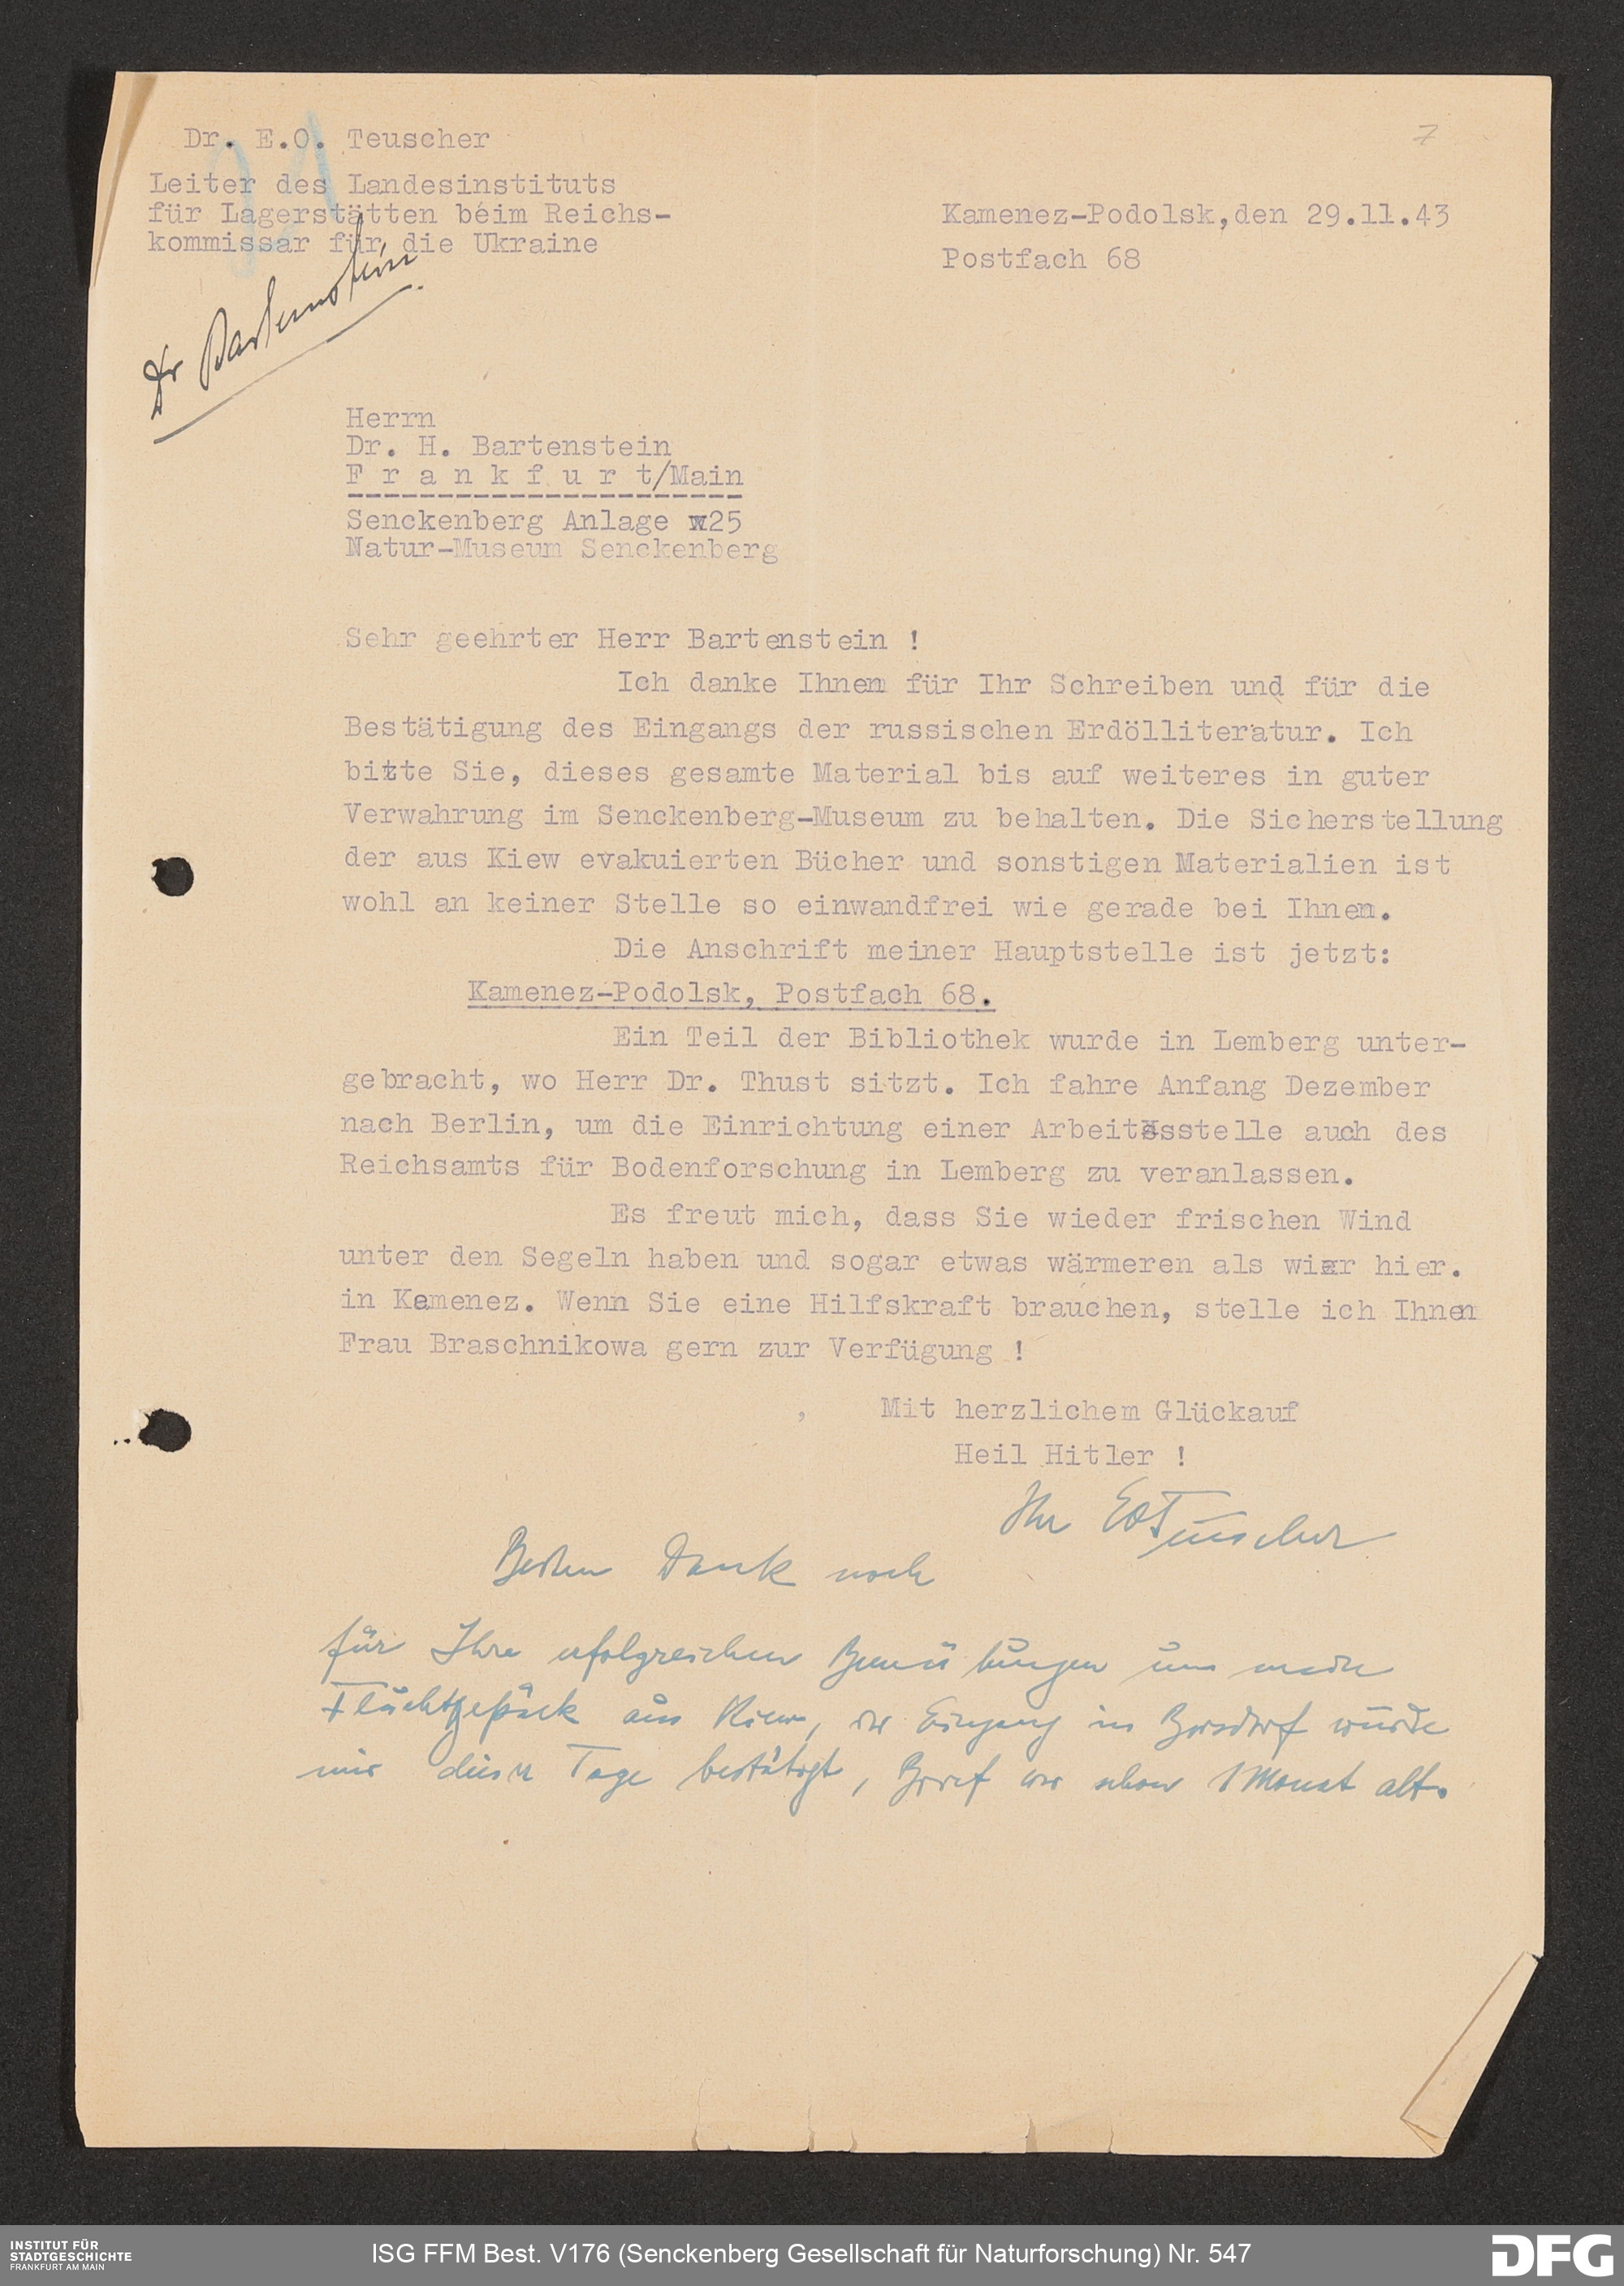 7
Dr. E.O. Teuscher
Leiter des Landesinstituts
für Lagerstätten beim Reichs-
kommissar für die Ukraine
Kamenez-Podolsk,den 29.11.43
Postfach 68
Dr Bartenstein
Herrn
Dr. H. Bartenstein
F r a n k f u r t/Main
Senckenberg Anlage 25
Natur-Museum Senckenberg
Sehr geehrter Herr Bartenstein !
Ich danke Ihnen für Ihr Schreiben und für die
Bestätigung des Eingangs der russischen Erdölliteratur. Ich
bitte Sie, dieses gesamte Material bis auf weiteres in guter
Verwahrung im Senckenberg-Museum zu behalten. Die Sicherstellung
der aus Kiew evakuierten Bücher und sonstigen Materialien ist
wohl an keiner Stelle so einwandfrei wie gerade bei Ihnen.
Die Anschrift meiner Hauptstelle ist jetzt:
Kamenez-Podolsk, Postfach 68.
Ein Teil der Bibliothek wurde in Lemberg unter-
gebracht, wo Herr Dr. Thust sitzt. Ich fahre Anfang Dezember
nach Berlin, um die Einrichtung einer Arbeitsstelle auch des
Reichsamts für Bodenforschung in Lemberg zu veranlassen.
Es freut mich, dass Sie wieder frischen Wind
unter den Segeln haben und sogar etwas wärmeren als wir hier.
in Kamenez. Wenn Sie eine Hilfskraft brauchen, stelle ich Ihnen
Frau Braschnikowa gern zur Verfügung !
Mit herzlichem Glückauf
Heil Hitler !
Ihr EOTeuscher
Besten Dank noch
für Ihre erfolgreichen Bemühungen um mein
Fluchtgepäck aus Kiew, der Eingang in Borsdorf wurde
mir dieser Tage bestätigt, Brief war schon 1 Monat alt.
INSTITUT FÜR
STADTGESCHICHTE
FRANKFURT AM MAIN
ISG FFM Best. V176 (Senckenberg Gesellschaft für Naturforschung) Nr. 547
DFG